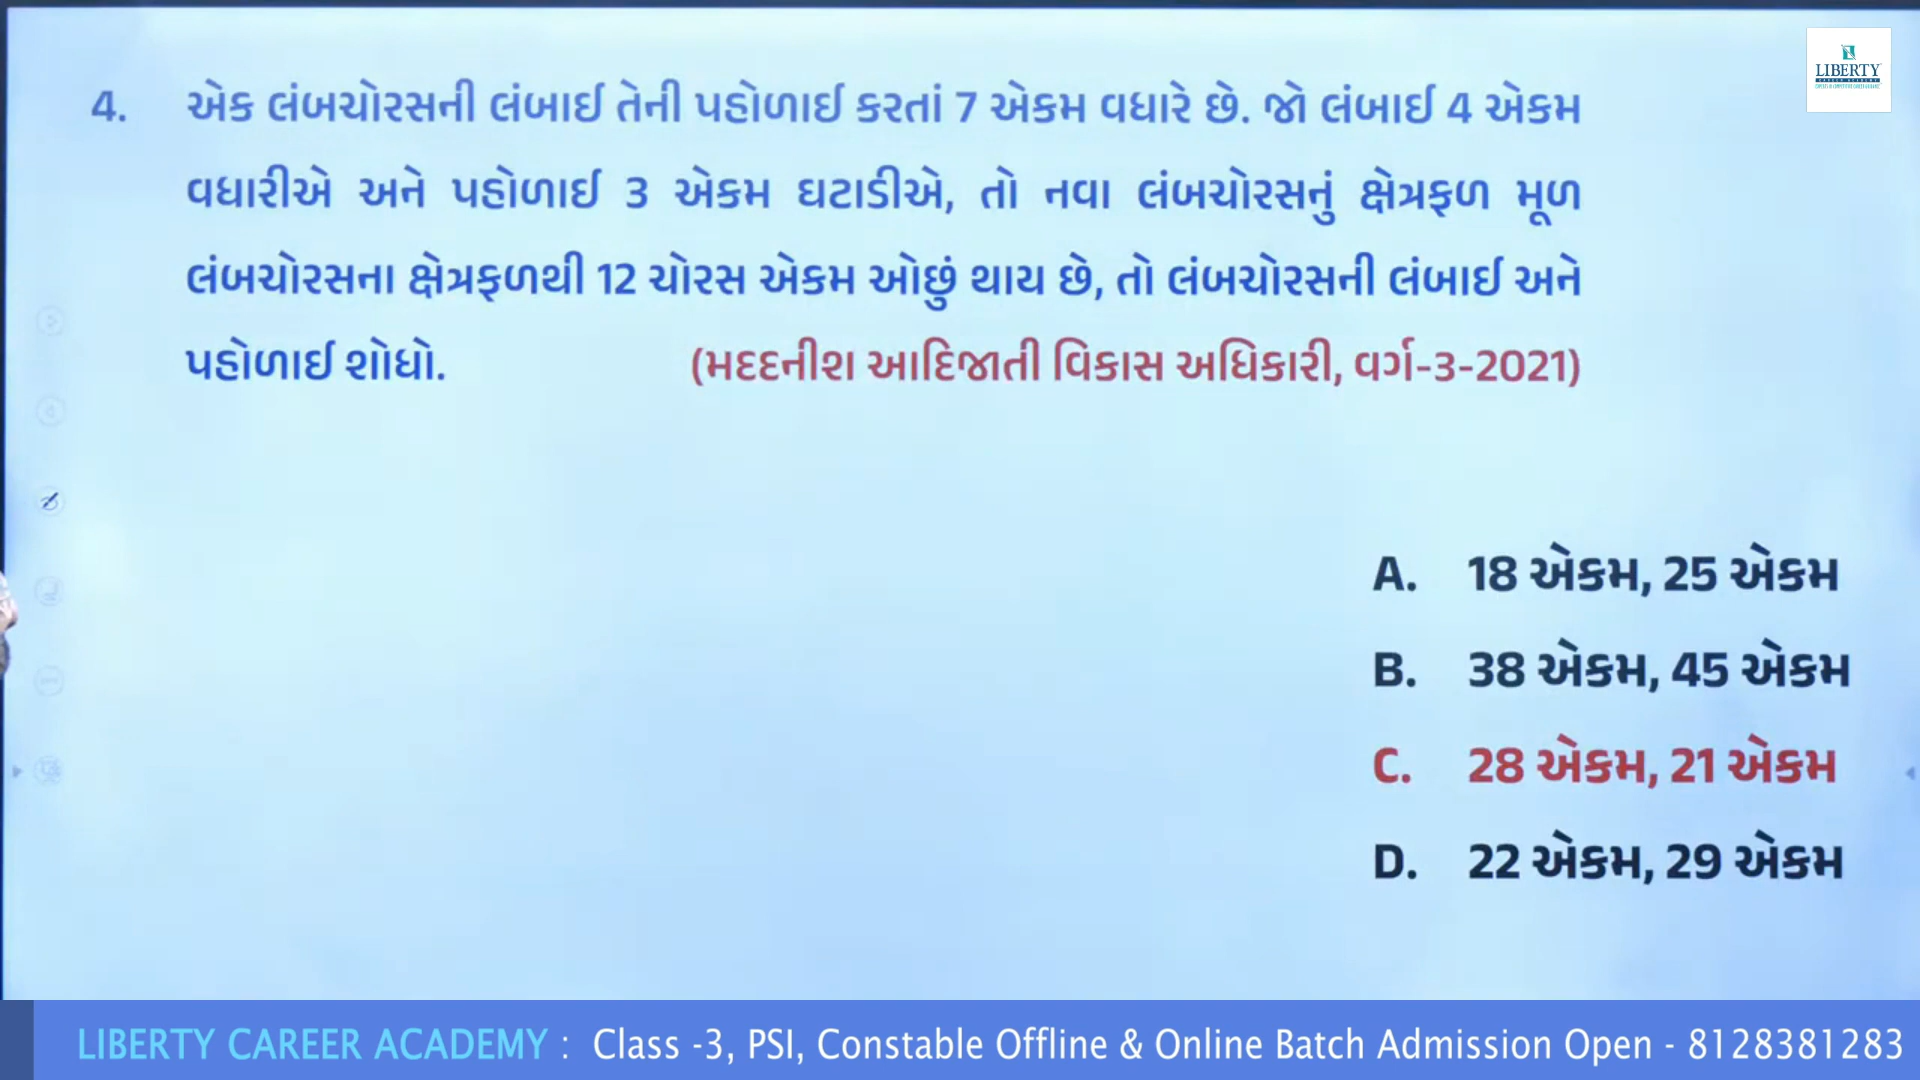 LIBERTY
4. એક લંબચોરસની લંબાઈ તેની પહોળાઈ કરતાં 7 એકમ વધારે છે. જો લંબાઈ 4 એકમ
વધારીએ અને પહોળાઈ 3 એકમ ઘટાડીએ, તો નવા લંબચોરસનું ક્ષેત્રફળ મૂળ
લંબચોરસના ક્ષેત્રફળથી 12 ચોરસ એકમ ઓછું થાય છે, તો લંબચોરસની લંબાઈ અને
પહોળાઈ શોધો. (મદદનીશ આદિજાતી વિકાસ અધિકારી, વર્ગ-3-2021)
A. 18 એકમ, 25 એકમ
B. 38 એકમ, 45 એકમ
C. 28 એકમ, 21 એકમ
D. 22 એકમ, 29 એકમ
LIBERTY CAREER ACADEMY : Class -3, PSI, Constable Offline & Online Batch Admission Open - 8128381283